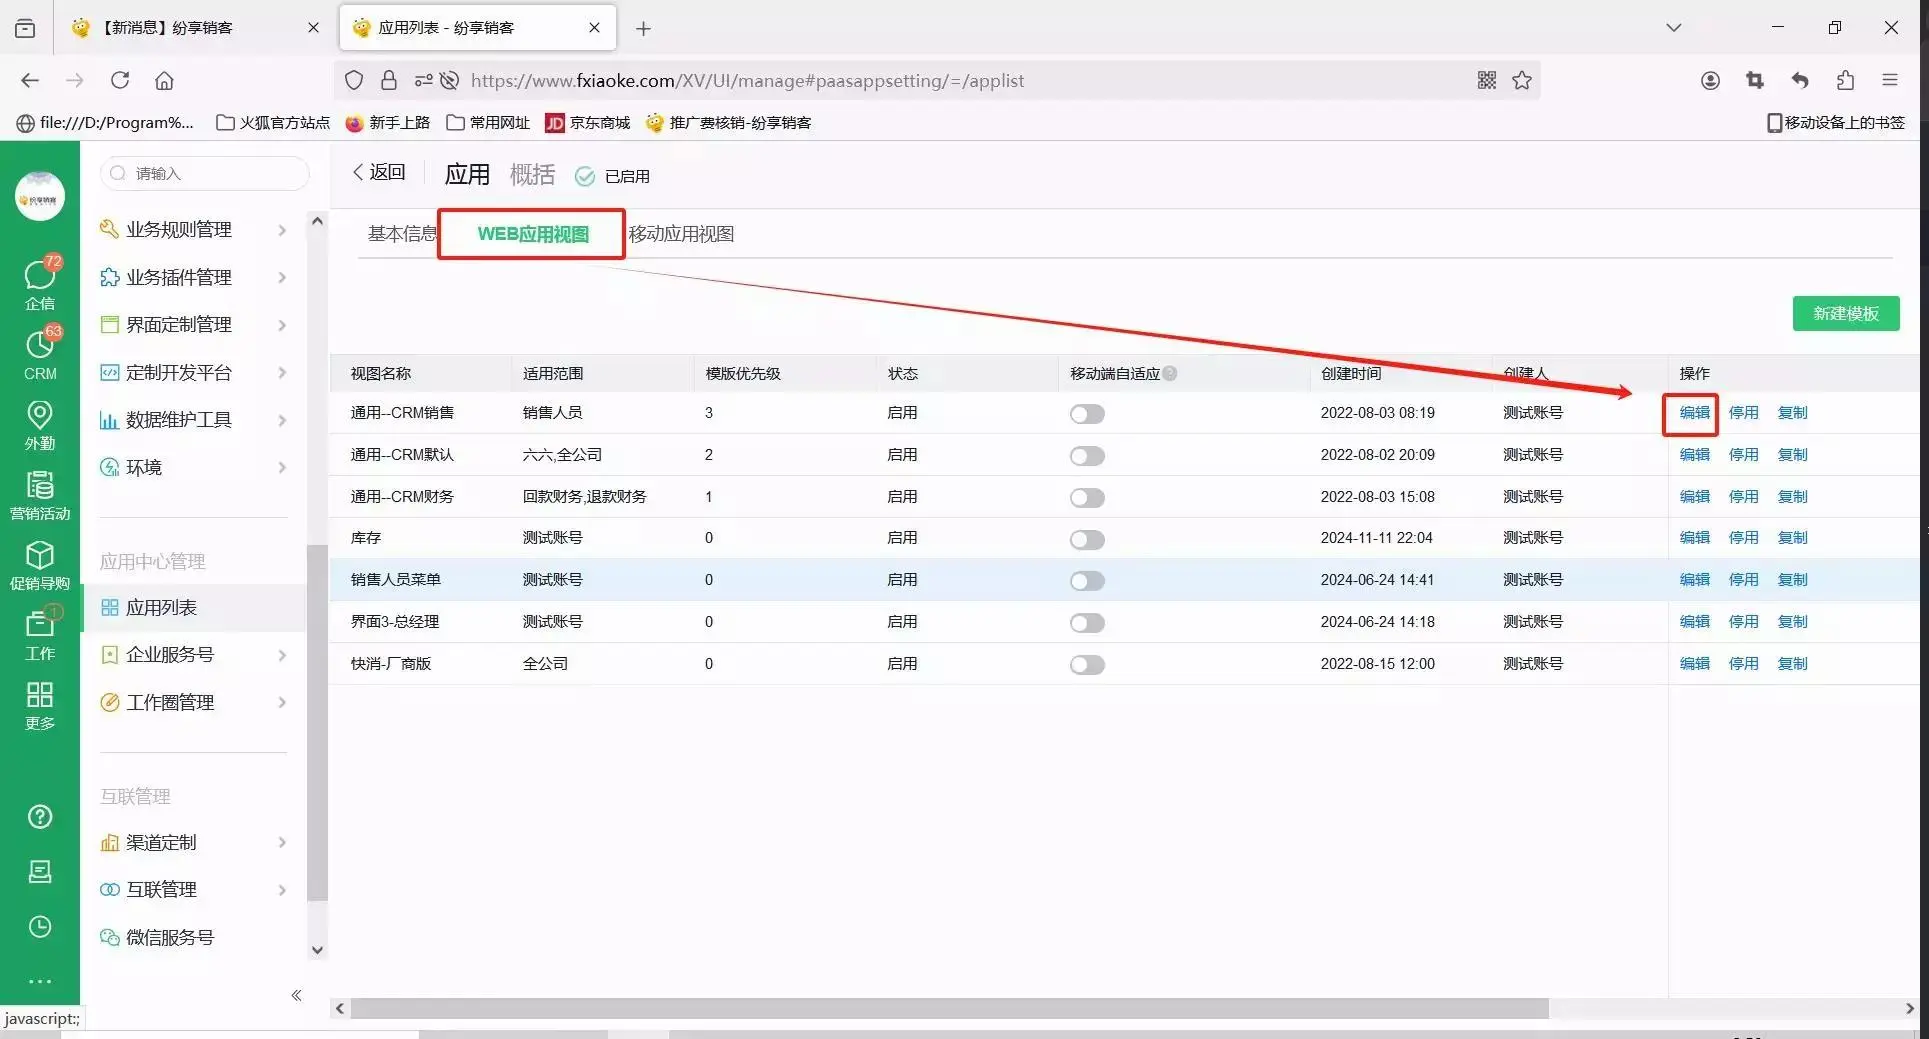 【新消息】纷享销客
应用列表 - 纷享销客
https://www.fxiaoke.com/XV/UI/manage#paasappsetting/=/applist
file:///D:/Program%...
火狐官方站点
新手上路
常用网址
JD 京东商城
推广费核销-纷享销客
移动设备上的书签
纷享销客
72
企信
63
CRM
外勤
营销活动
促销导购
1
工作
更多
请输入
业务规则管理
业务插件管理
界面定制管理
定制开发平台
数据维护工具
环境
应用中心管理
应用列表
企业服务号
工作圈管理
互联管理
渠道定制
互联管理
微信服务号
返回 应用 概括 已启用
基本信息 WEB应用视图 移动应用视图
新建模板
视图名称 适用范围 模版优先级 状态 移动端自适应 创建时间 创建人 操作
通用--CRM销售 销售人员 3 启用 2022-08-03 08:19 测试账号 编辑 停用 复制
通用--CRM默认 六六,全公司 2 启用 2022-08-02 20:09 测试账号 编辑 停用 复制
通用--CRM财务 回款财务,退款财务 1 启用 2022-08-03 15:08 测试账号 编辑 停用 复制
库存 测试账号 0 启用 2024-11-11 22:04 测试账号 编辑 停用 复制
销售人员菜单 测试账号 0 启用 2024-06-24 14:41 测试账号 编辑 停用 复制
界面3-总经理 测试账号 0 启用 2024-06-24 14:18 测试账号 编辑 停用 复制
快消-厂商版 全公司 0 启用 2022-08-15 12:00 测试账号 编辑 停用 复制
javascript:;